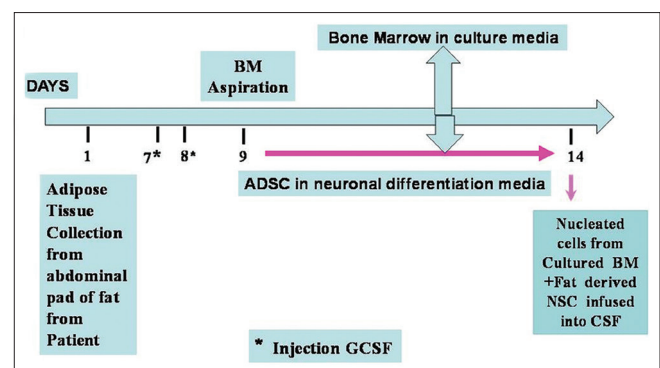 Bone Marrow in culture media
BM
Aspiration
DAYS
1
7*
8*
9
14
ADSC in neuronal differentiation media
Adipose
Tissue
Collection
from
abdominal
pad of fat
from
Patient
Nucleated
cells from
Cultured BM
+Fat derived
NSC infused
into CSF
* Injection GCSF